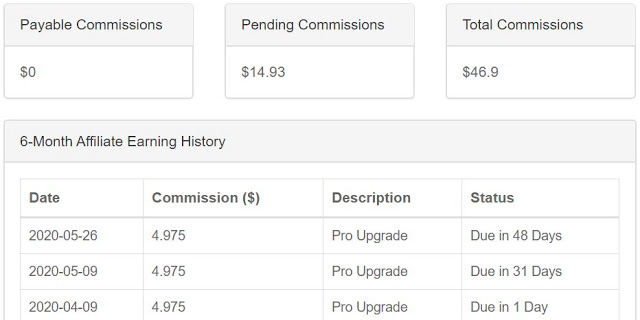 Payable Commissions Pending Commissions Total Commissions
$0 $14.93 $46.9
6-Month Affiliate Earning History
Date Commission ($) Description Status
2020-05-26 4.975 Pro Upgrade Due in 48 Days
2020-05-09 4.975 Pro Upgrade Due in 31 Days
2020-04-09 4.975 Pro Upgrade Due in 1 Day